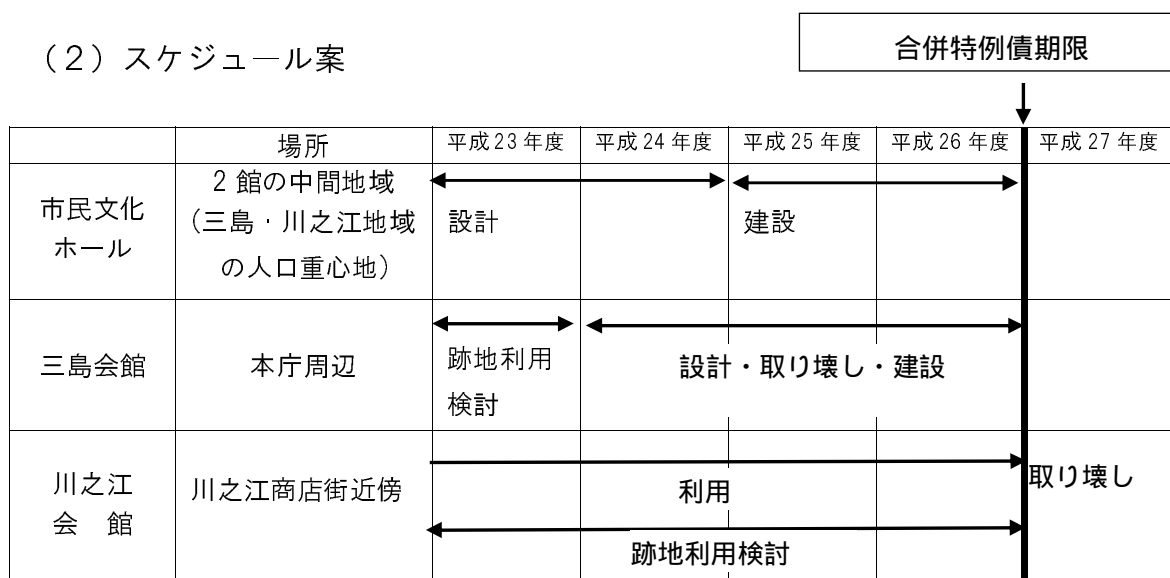 (2)スケジュール案
合併特例債期限
場所
平成23年度
平成24年度
平成25年度
平成26年度
平成27年度
市民文化
ホール
2館の中間地域
(三島・川之江地域
の人口重心地)
設計
建設
三島会館
本庁周辺
跡地利用
検討
設計・取り壊し・建設
川之江
会 館
川之江商店街近傍
利用
取り壊し
跡地利用検討